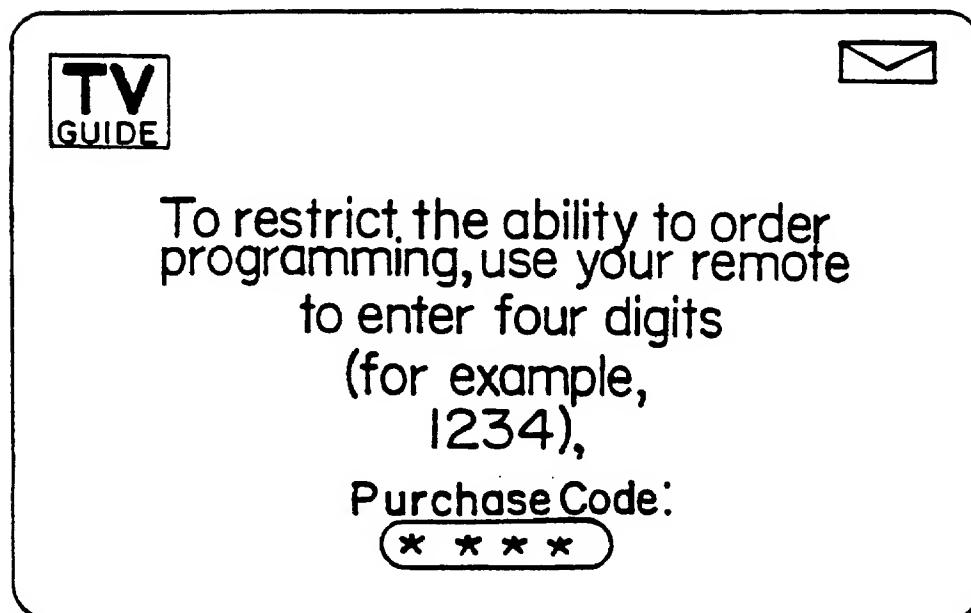 TV
GUIDE
To restrict the ability to order
programming, use your remote
to enter four digits
(for example,
1234),
Purchase Code:
* * * *